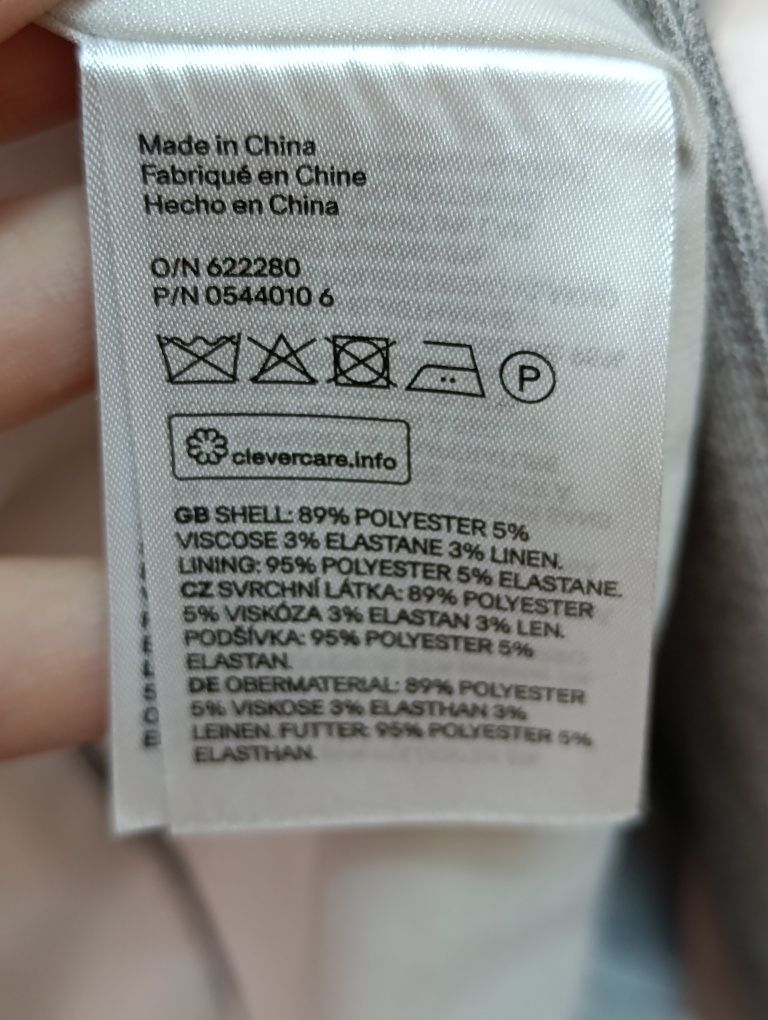 Made in China
Fabriqué en Chine
Hecho en China
O/N 622280
P/N 0544010 6
P
clevercare.info
GB SHELL: 89% POLYESTER 5%
VISCOSE 3% ELASTANE 3% LINEN.
LINING: 95% POLYESTER 5% ELASTANE.
CZ SVRCHNÍ LÁTKA: 89% POLYESTER
5% VISKÓZA 3% ELASTAN 3% LEN.
PODŠÍVKA: 95% POLYESTER 5%
ELASTAN.
DE OBERMATERIAL: 89% POLYESTER
5% VISKOSE 3% ELASTHAN 3%
LEINEN. FUTTER: 95% POLYESTER 5%
ELASTHAN.